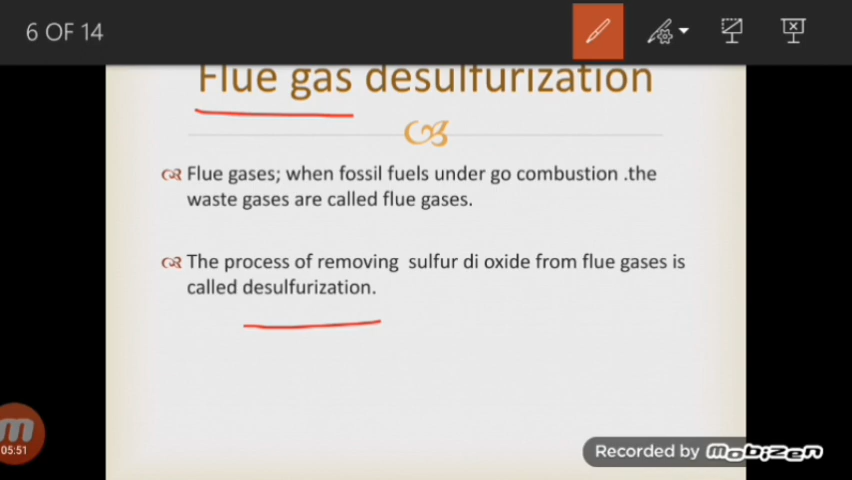 6 OF 14
Flue gas desulfurization
Flue gases; when fossil fuels under go combustion .the
waste gases are called flue gases.
The process of removing sulfur di oxide from flue gases is
called desulfurization.
05:51
Recorded by mobizen